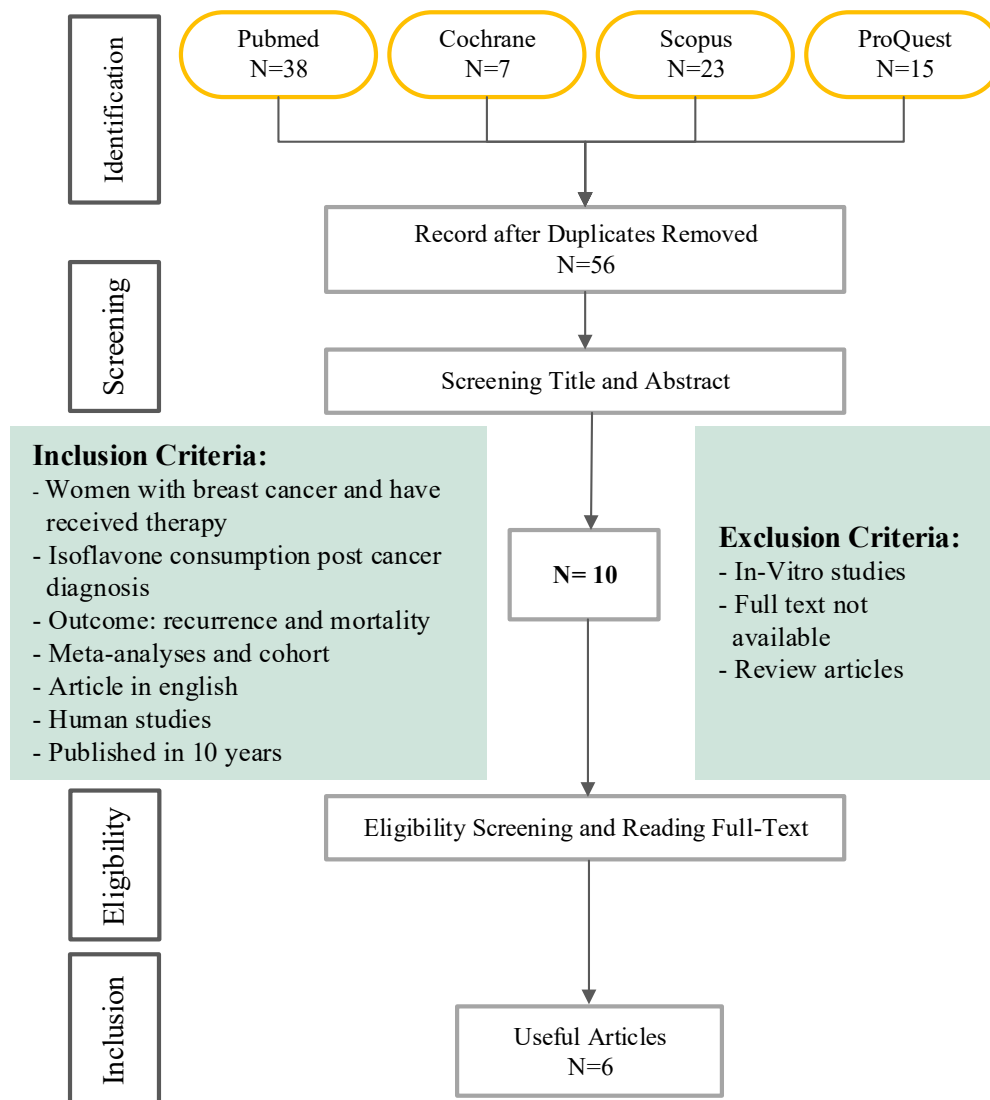 Identification
Pubmed
N=38
Cochrane
N=7
Scopus
N=23
ProQuest
N=15
Record after Duplicates Removed
N=56
Screening
Screening Title and Abstract
Inclusion Criteria:
- Women with breast cancer and have
received therapy
- Isoflavone consumption post cancer
diagnosis
- Outcome: recurrence and mortality
- Meta-analyses and cohort
- Article in english
- Human studies
- Published in 10 years
N= 10
Exclusion Criteria:
- In-Vitro studies
- Full text not
available
- Review articles
Eligibility
Eligibility Screening and Reading Full-Text
Inclusion
Useful Articles
N=6